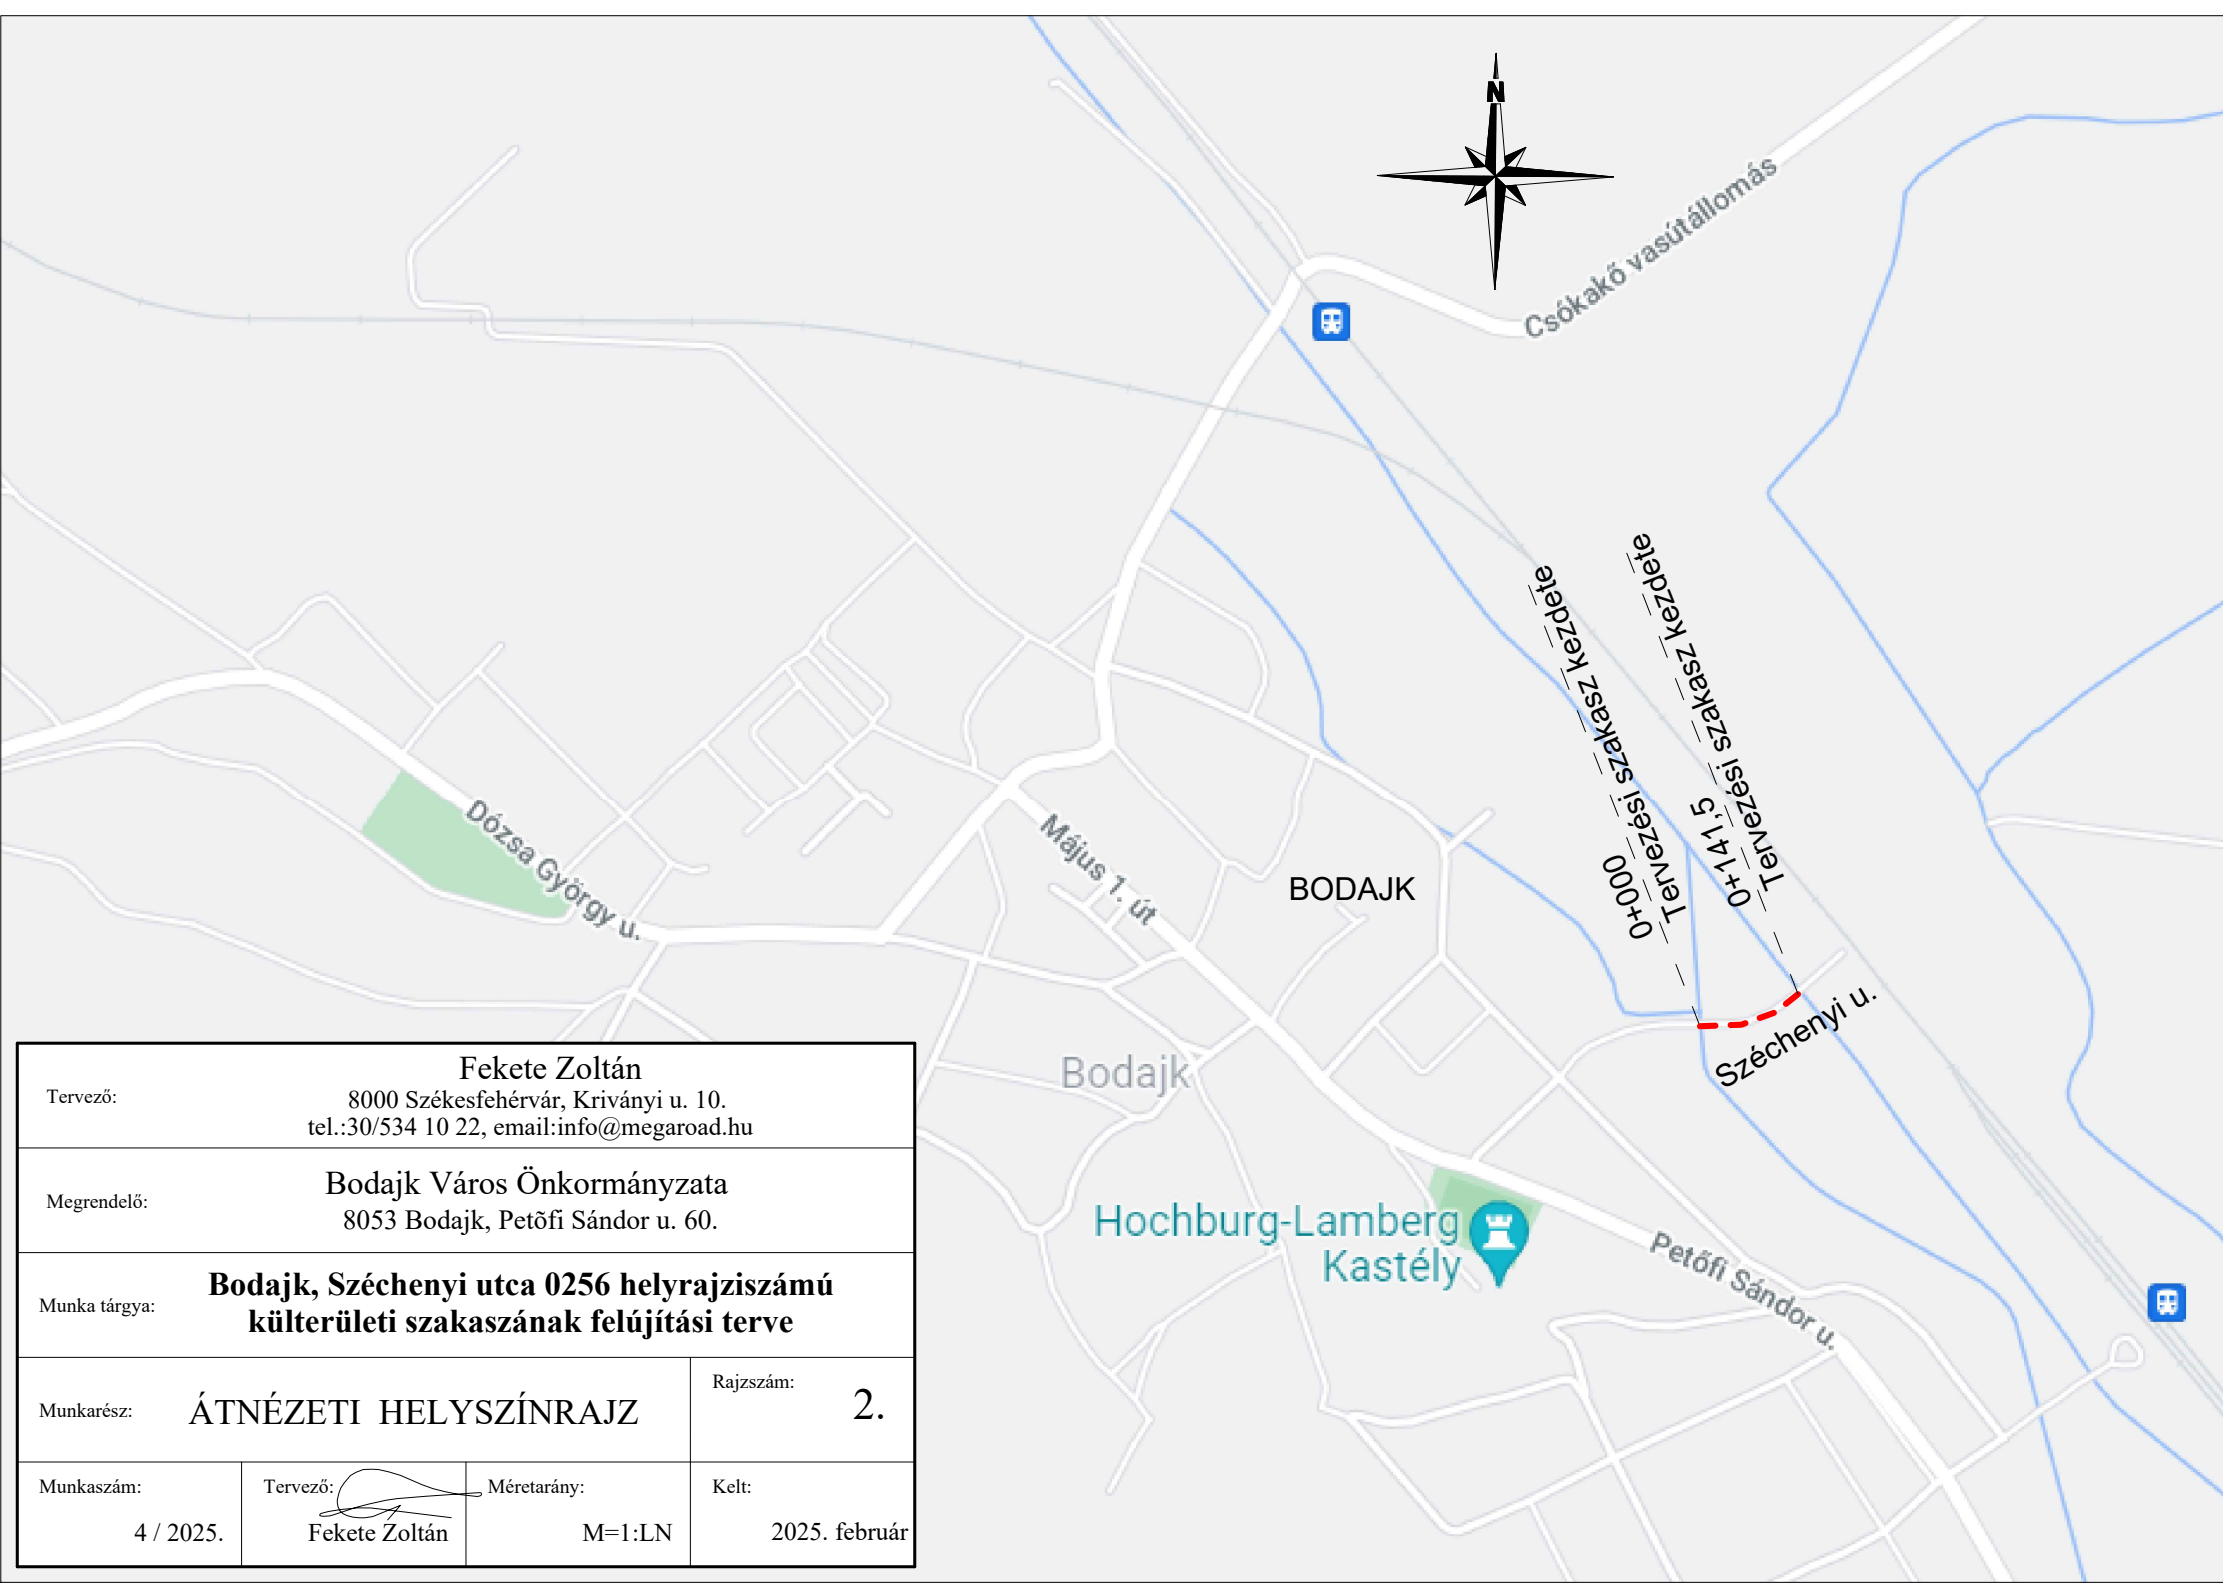 N
Csókakő vasútállomás
Tervezési szakasz kezdete
0+000
Tervezési szakasz kezdete
0+141,5
Dózsa György u.
Május 1. út
BODAJK
Széchenyi u.
Bodajk
Hochburg-Lamberg
Kastély
Petőfi Sándor u.
Tervező:
Fekete Zoltán
8000 Székesfehérvár, Kriványi u. 10.
tel.:30/534 10 22, email:info@megaroad.hu
Megrendelő:
Bodajk Város Önkormányzata
8053 Bodajk, Petõfi Sándor u. 60.
Munka tárgya:
Bodajk, Széchenyi utca 0256 helyrajziszámú
külterületi szakaszának felújítási terve
Munkarész:
ÁTNÉZETI HELYSZÍNRAJZ
Rajzszám:
2.
Munkaszám:
4 / 2025.
Tervező:
Fekete Zoltán
Méretarány:
M=1:LN
Kelt:
2025. február